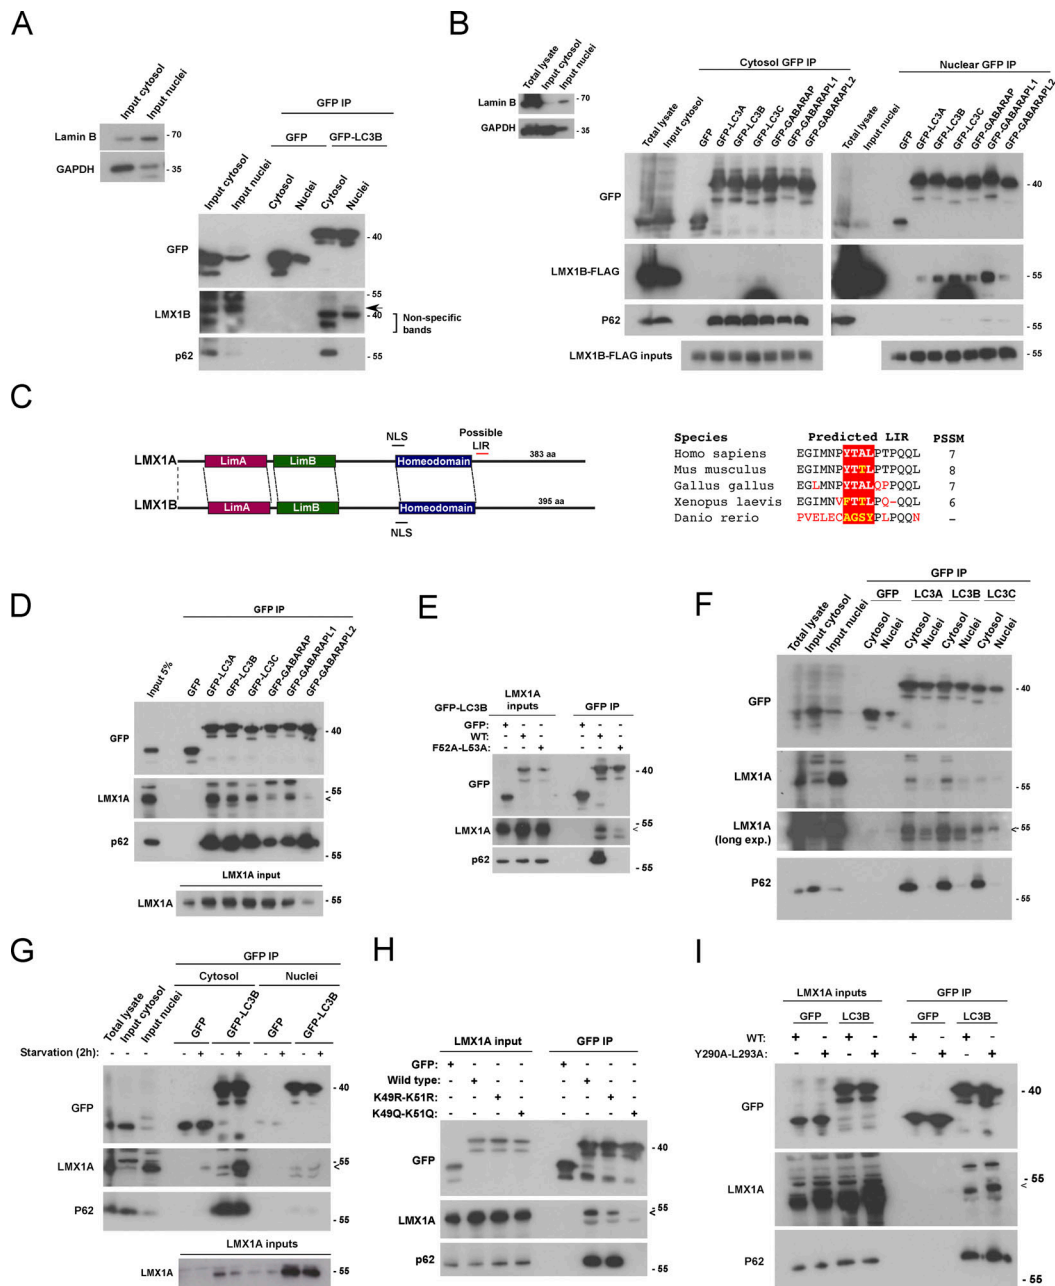 A
Input cytosol
Input nuclei
Lamin B
- 70
GAPDH
- 35
GFP IP
GFP
GFP-LC3B
Input cytosol
Input nuclei
Cytosol
Nuclei
Cytosol
Nuclei
GFP
- 40
LMX1B
- 55
- 40
Non-specific
bands
p62
- 55
B
Total lysate
Input cytosol
Input nuclei
Lamin B
- 70
GAPDH
- 35
Cytosol GFP IP
Nuclear GFP IP
Total lysate
Input cytosol
GFP
GFP-LC3A
GFP-LC3B
GFP-LC3C
GFP-GABARAP
GFP-GABARAPL1
GFP-GABARAPL2
Total lysate
Input nuclei
GFP
GFP-LC3A
GFP-LC3B
GFP-LC3C
GFP-GABARAP
GFP-GABARAPL1
GFP-GABARAPL2
GFP
- 40
LMX1B-FLAG
- 55
P62
- 55
LMX1B-FLAG inputs
- 55
C
NLS
Possible
LIR
LMX1A
LimA
LimB
Homeodomain
383 aa
LMX1B
LimA
LimB
Homeodomain
395 aa
NLS
Species Predicted LIR PSSM
Homo sapiens EGIMNPYTALPTPQQL 7
Mus musculus EGIMNPYTTLPTPQQL 8
Gallus gallus EGLMNPYTALQPPQQL 7
Xenopus laevis EGIMNVFTTLPQ-QQL 6
Danio rerio PVELECAGSYPLPQQN -
D
GFP IP
Input 5%
GFP
GFP-LC3A
GFP-LC3B
GFP-LC3C
GFP-GABARAP
GFP-GABARAPL1
GFP-GABARAPL2
GFP
- 40
LMX1A
- 55
<
p62
- 55
LMX1A input
LMX1A
- 55
E
GFP-LC3B
LMX1A
inputs
GFP IP
GFP: + - - + - -
WT: - + - - + -
F52A-L53A: - - + - - +
GFP
- 40
LMX1A
- 55
<
p62
- 55
F
GFP IP
GFP LC3A LC3B LC3C
Total lysate
Input cytosol
Input nuclei
Cytosol
Nuclei
Cytosol
Nuclei
Cytosol
Nuclei
Cytosol
Nuclei
GFP
- 40
LMX1A
- 55
LMX1A
(long exp.)
- 55
<
P62
- 55
G
GFP IP
Cytosol
Nuclei
Total lysate
Input cytosol
Input nuclei
GFP
GFP-LC3B
GFP
GFP-LC3B
Starvation (2h): - - - - + - + - + - +
GFP
- 40
LMX1A
- 55
<
P62
- 55
LMX1A inputs
LMX1A
- 55
H
LMX1A input
GFP IP
GFP: + - - - + - - -
Wild type: - + - - - + - -
K49R-K51R: - - + - - - + -
K49Q-K51Q: - - - + - - - +
GFP
- 40
LMX1A
<
- 55
p62
- 55
I
LMX1A inputs
GFP IP
GFP LC3B GFP LC3B
WT: + - + - + - + -
Y290A-L293A: - + - + - + - +
GFP
- 40
LMX1A
- 55
<
P62
- 55